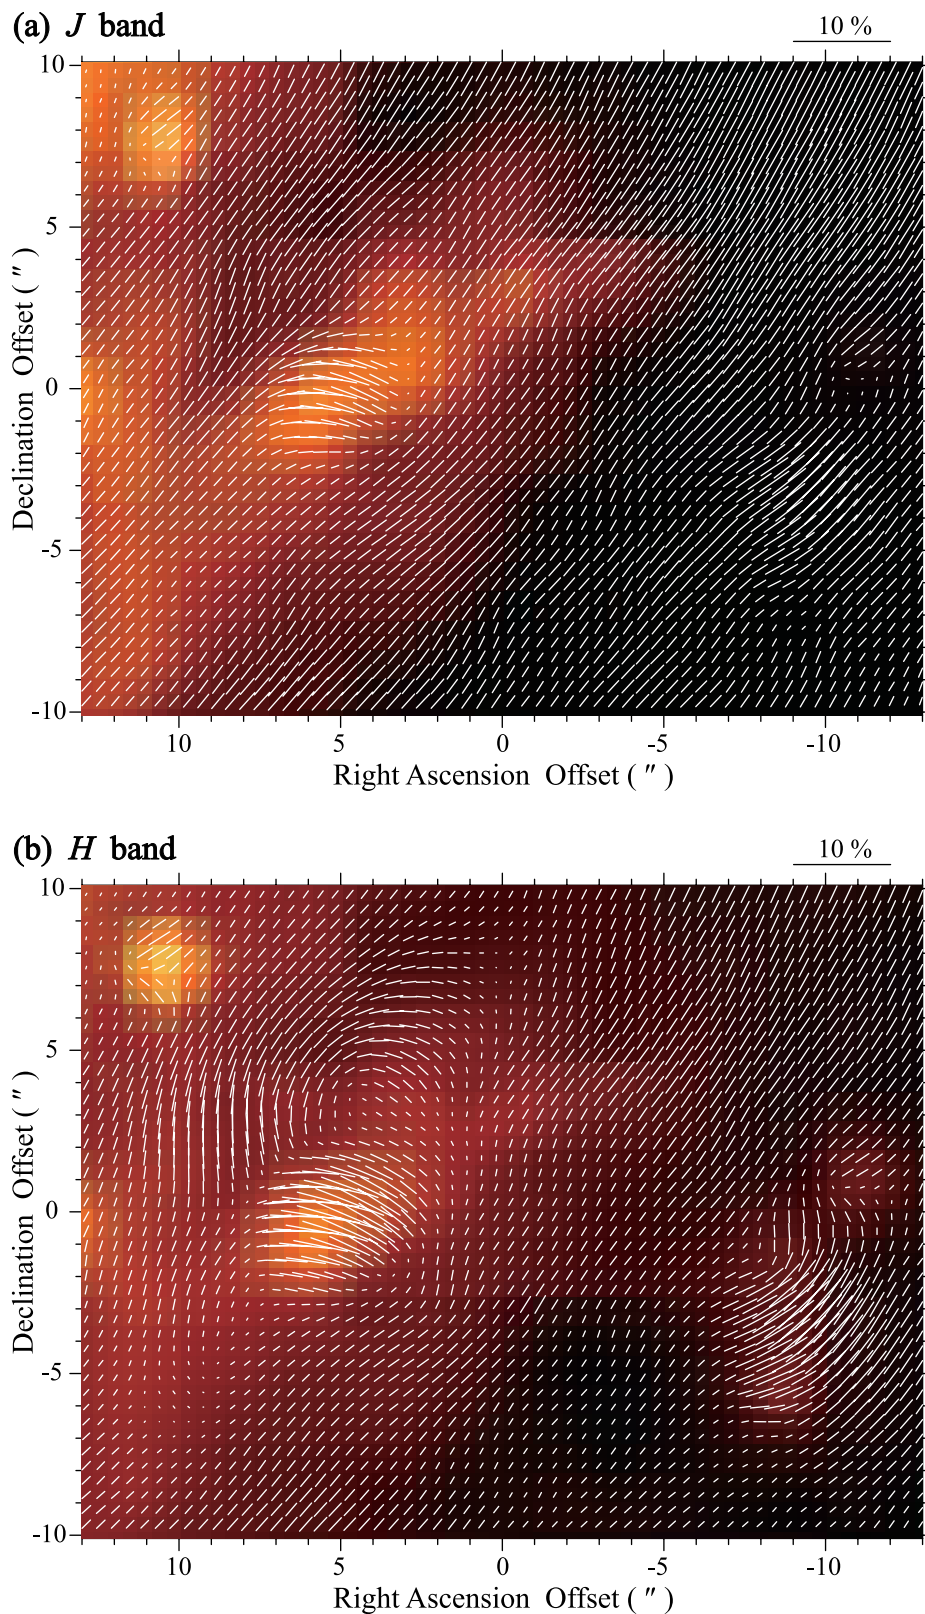 (a) J band
10 %
10
5
0
-5
-10
Declination Offset ( ″ )
10 5 0 -5 -10
Right Ascension Offset ( ″ )
(b) H band
10 %
10
5
0
-5
-10
Declination Offset ( ″ )
10 5 0 -5 -10
Right Ascension Offset ( ″ )